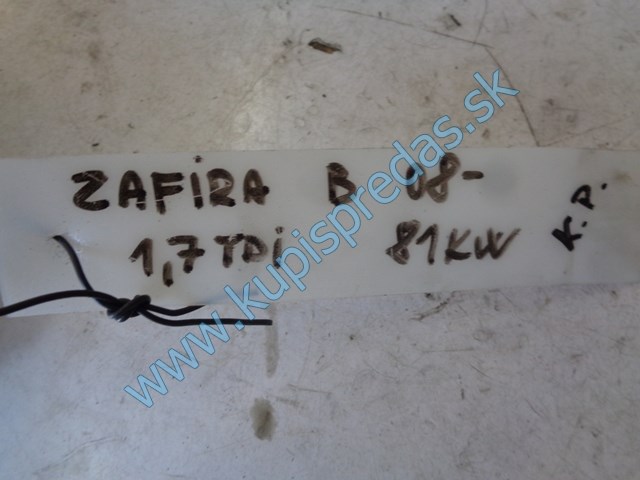 ZAFIRA B 08-
1,7 TDI 81KW
K.P.
www.kupispredas.sk